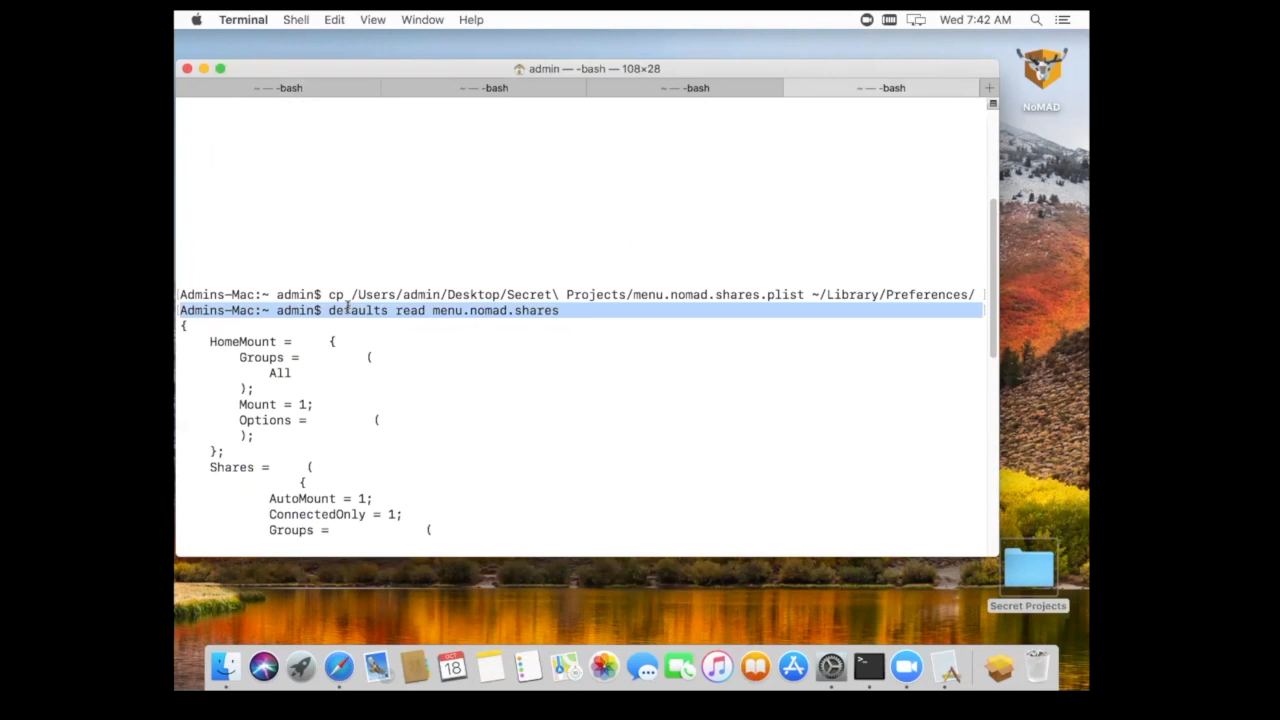 Terminal Shell Edit View Window Help Wed 7:42 AM
admin — -bash — 108×28
~ — -bash ~ — -bash ~ — -bash ~ — -bash +
NoMAD
Admins-Mac:~ admin$ cp /Users/admin/Desktop/Secret\ Projects/menu.nomad.shares.plist ~/Library/Preferences/
Admins-Mac:~ admin$ defaults read menu.nomad.shares
{
HomeMount = {
Groups = (
All
);
Mount = 1;
Options = (
);
};
Shares = (
{
AutoMount = 1;
ConnectedOnly = 1;
Groups = (
Secret Projects
OCT
18